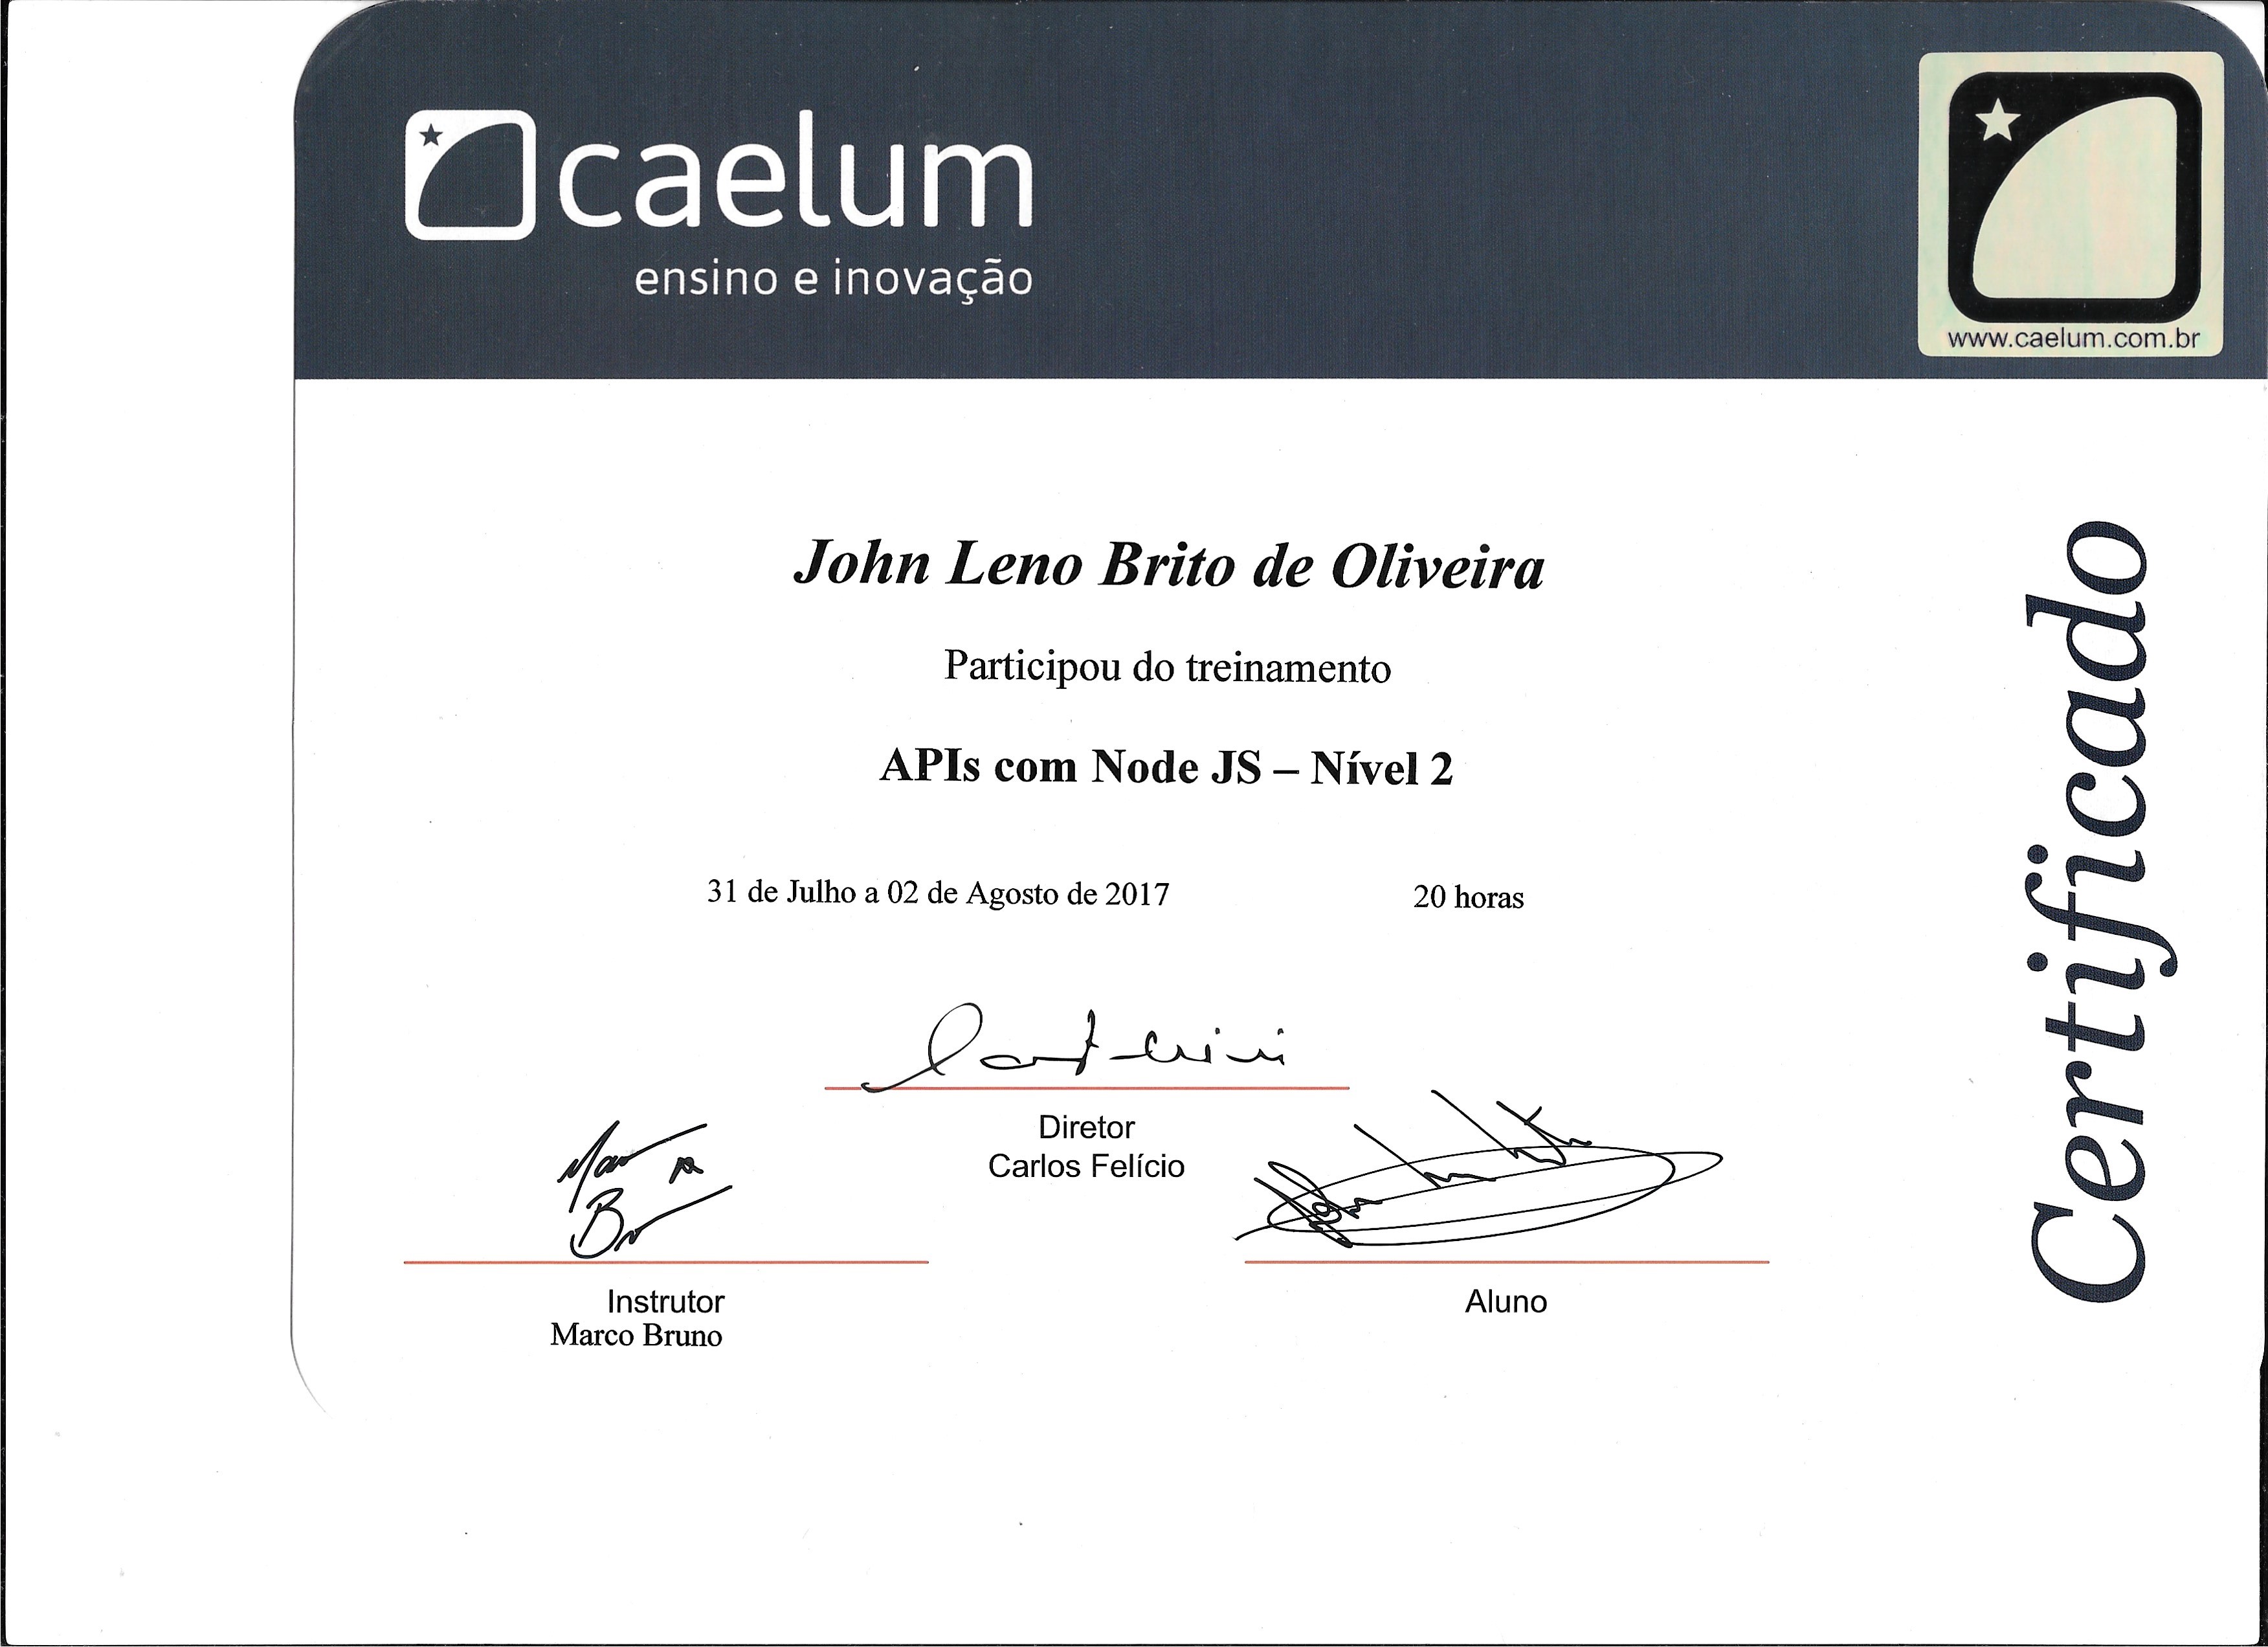 caelum
ensino e inovação
www.caelum.com.br
Certificado
John Leno Brito de Oliveira
Participou do treinamento
APIs com Node JS – Nível 2
31 de Julho a 02 de Agosto de 2017 20 horas
Diretor
Carlos Felício
Instrutor
Marco Bruno
Aluno